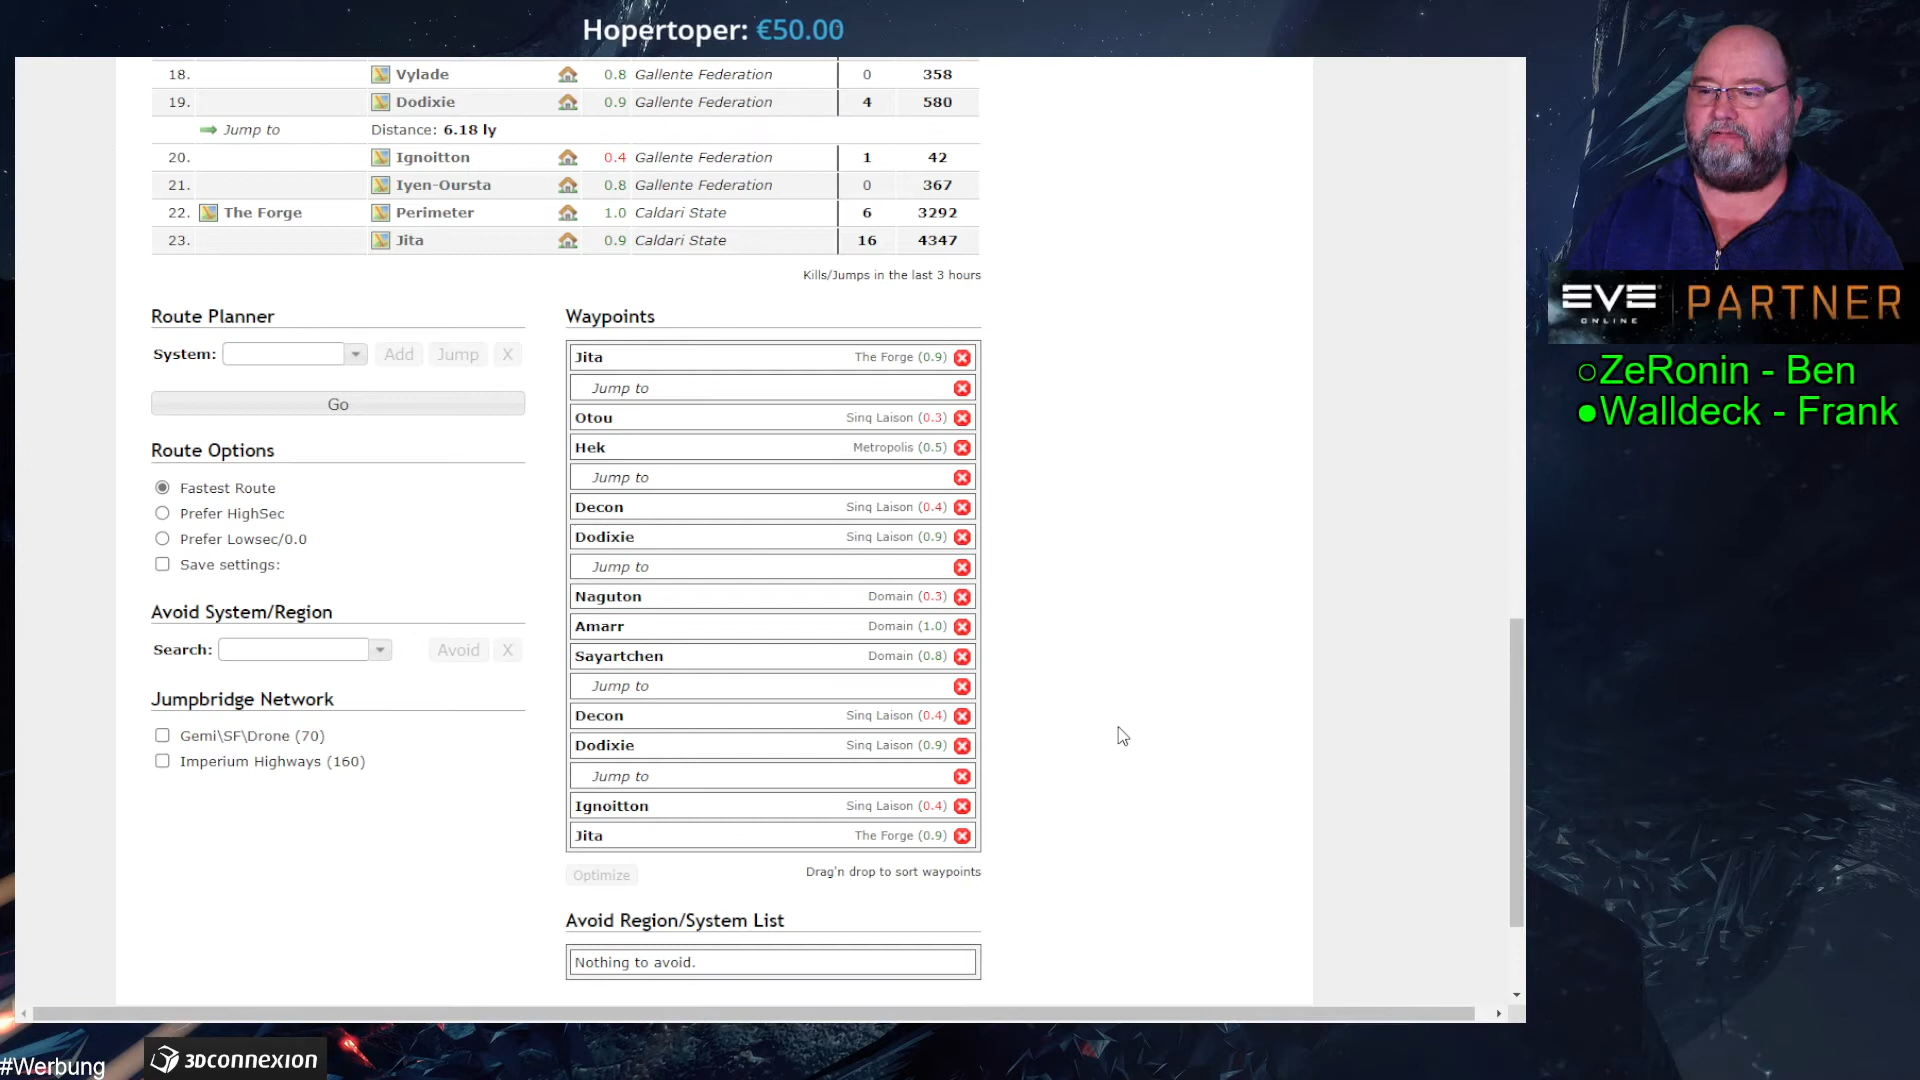 Hopertoper: €50.00
18. Vylade 0.8 Gallente Federation 0 358
19. Dodixie 0.9 Gallente Federation 4 580
Jump to Distance: 6.18 ly
20. Ignoitton 0.4 Gallente Federation 1 42
21. Iyen-Oursta 0.8 Gallente Federation 0 367
22. The Forge Perimeter 1.0 Caldari State 6 3292
23. Jita 0.9 Caldari State 16 4347
Kills/Jumps in the last 3 hours
Route Planner
System: Add Jump X
Go
Route Options
Fastest Route
Prefer HighSec
Prefer Lowsec/0.0
Save settings:
Avoid System/Region
Search: Avoid X
Jumpbridge Network
Gemi\SF\Drone (70)
Imperium Highways (160)
Waypoints
Jita The Forge (0.9)
Jump to
Otou Sinq Laison (0.3)
Hek Metropolis (0.5)
Jump to
Decon Sinq Laison (0.4)
Dodixie Sinq Laison (0.9)
Jump to
Naguton Domain (0.3)
Amarr Domain (1.0)
Sayartchen Domain (0.8)
Jump to
Decon Sinq Laison (0.4)
Dodixie Sinq Laison (0.9)
Jump to
Ignoitton Sinq Laison (0.4)
Jita The Forge (0.9)
Optimize Drag'n drop to sort waypoints
Avoid Region/System List
Nothing to avoid.
EVE ONLINE PARTNER
○ZeRonin - Ben
●Walldeck - Frank
#Werbung 3DCONNEXION